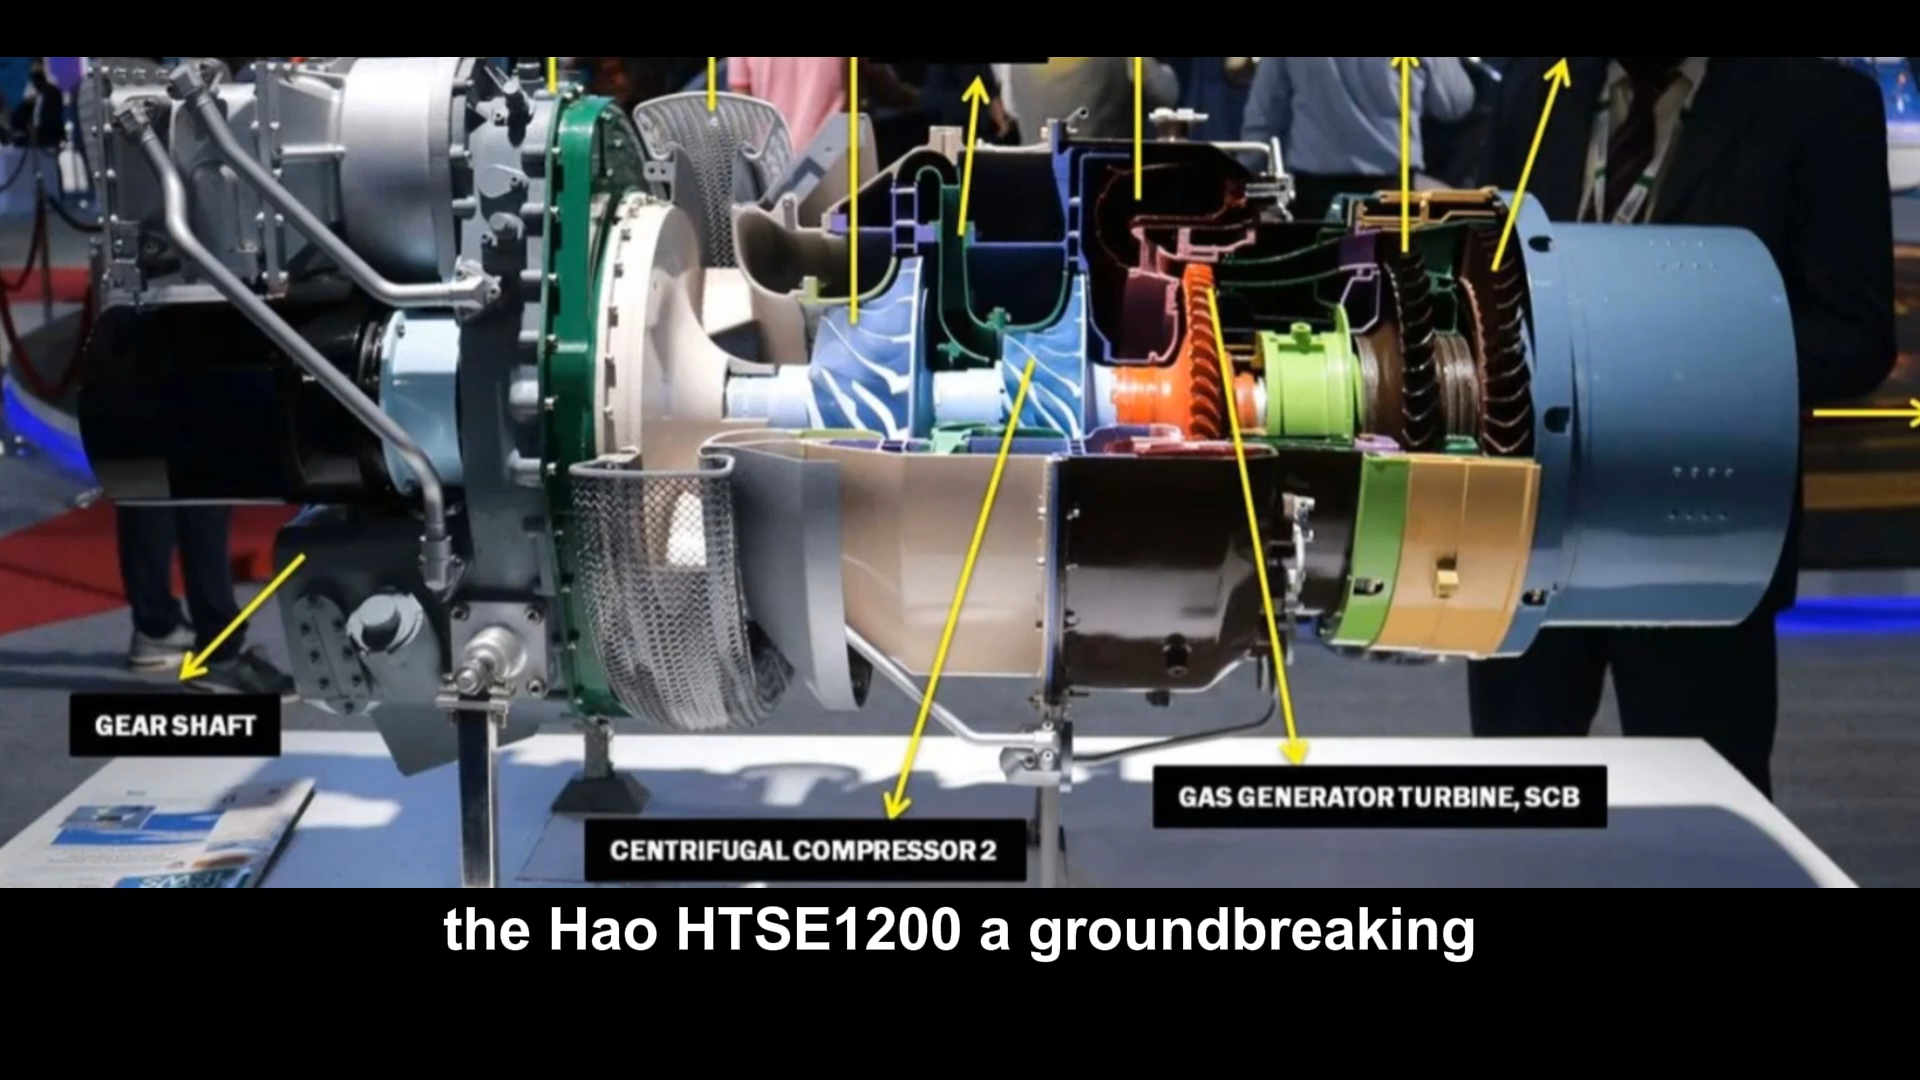 GEAR SHAFT
GAS GENERATOR TURBINE, SCB
CENTRIFUGAL COMPRESSOR 2
the Hao HTSE1200 a groundbreaking